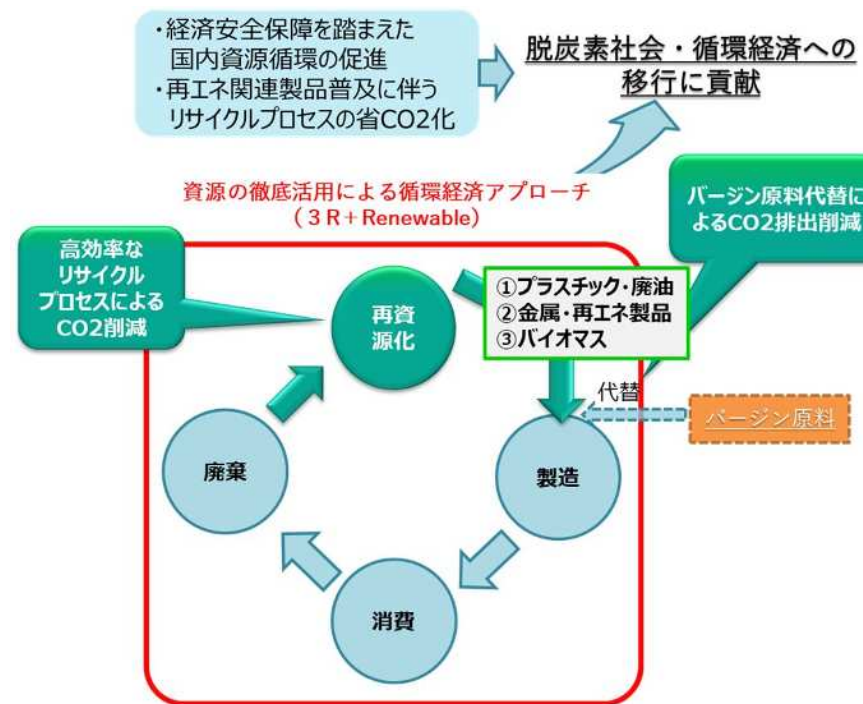 ・経済安全保障を踏まえた
国内資源循環の促進
・再エネ関連製品普及に伴う
リサイクルプロセスの省CO2化
脱炭素社会・循環経済への
移行に貢献
資源の徹底活用による循環経済アプローチ
(3R+Renewable)
バージン原料代替に
よるCO2排出削減
高効率な
リサイクル
プロセスによる
CO2削減
再資
源化
①プラスチック・廃油
②金属・再エネ製品
③バイオマス
代替
バージン原料
廃棄
製造
消費